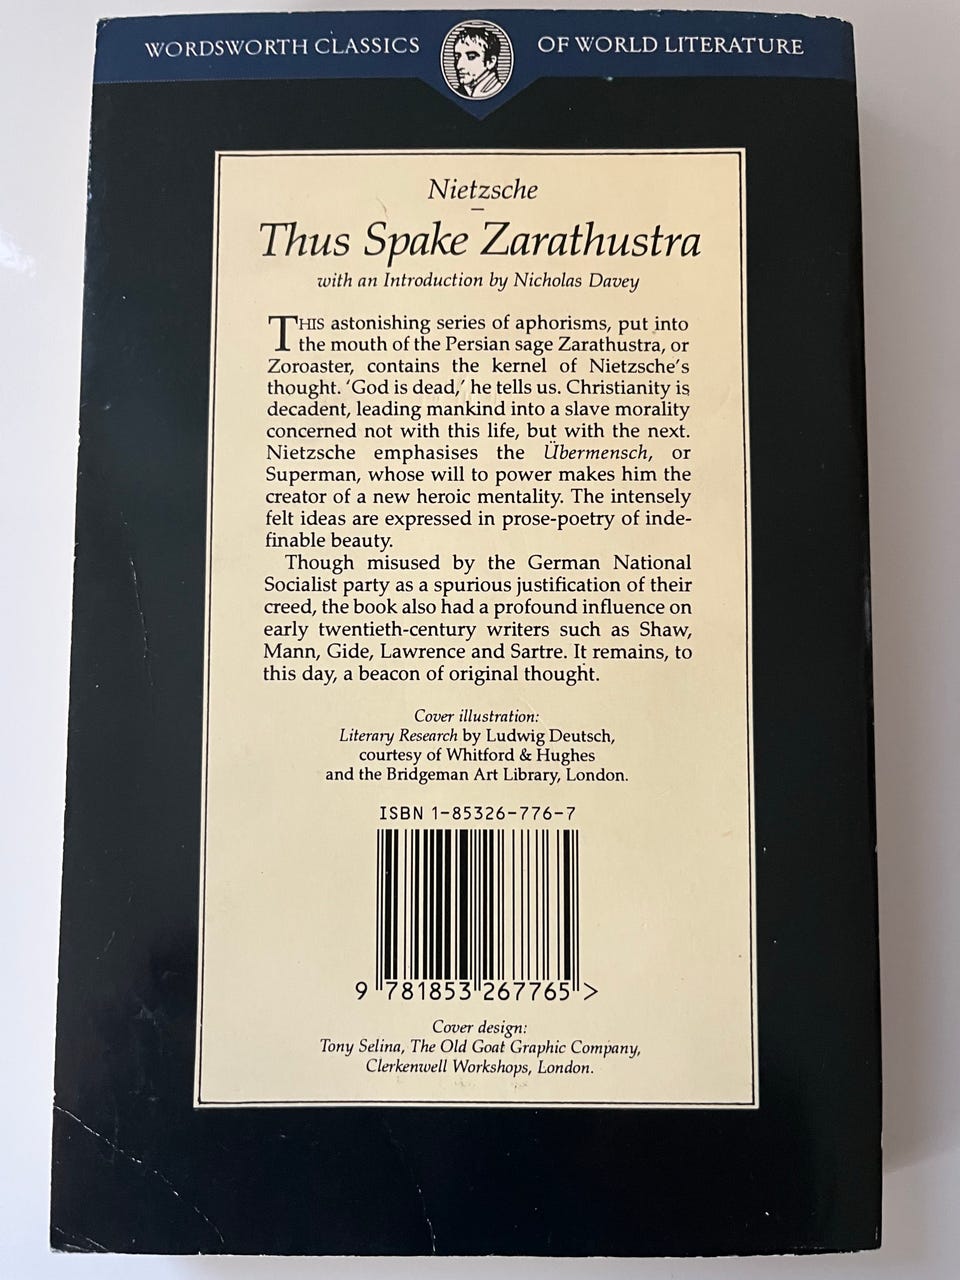 WORDSWORTH CLASSICS OF WORLD LITERATURE
Nietzsche
Thus Spake Zarathustra
with an Introduction by Nicholas Davey
THIS astonishing series of aphorisms, put into
the mouth of the Persian sage Zarathustra, or
Zoroaster, contains the kernel of Nietzsche's
thought. 'God is dead,' he tells us. Christianity is
decadent, leading mankind into a slave morality
concerned not with this life, but with the next.
Nietzsche emphasises the Übermensch, or
Superman, whose will to power makes him the
creator of a new heroic mentality. The intensely
felt ideas are expressed in prose-poetry of inde-
finable beauty.
Though misused by the German National
Socialist party as a spurious justification of their
creed, the book also had a profound influence on
early twentieth-century writers such as Shaw,
Mann, Gide, Lawrence and Sartre. It remains, to
this day, a beacon of original thought.
Cover illustration:
Literary Research by Ludwig Deutsch,
courtesy of Whitford & Hughes
and the Bridgeman Art Library, London.
ISBN 1-85326-776-7
9 781853 267765 >
Cover design:
Tony Selina, The Old Goat Graphic Company,
Clerkenwell Workshops, London.